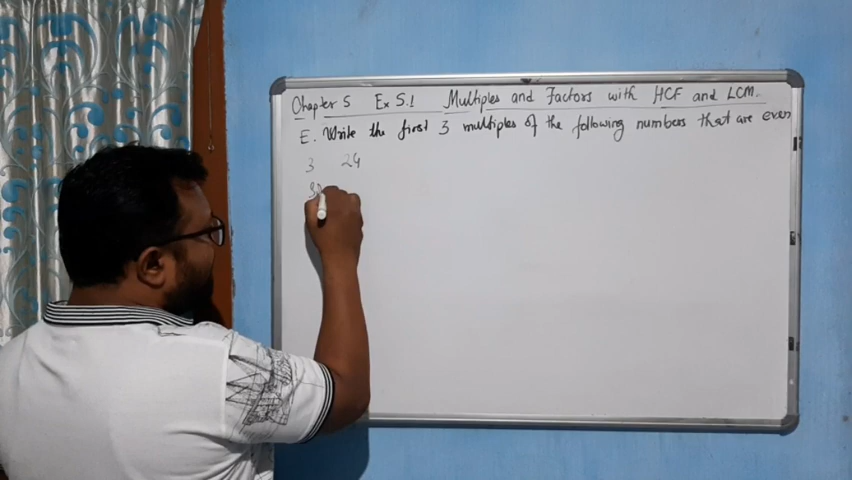 Chapter 5 Ex 5.1 Multiples and Factors with HCF and LCM.
E. Write the first 3 multiples of the following numbers that are even
3 24